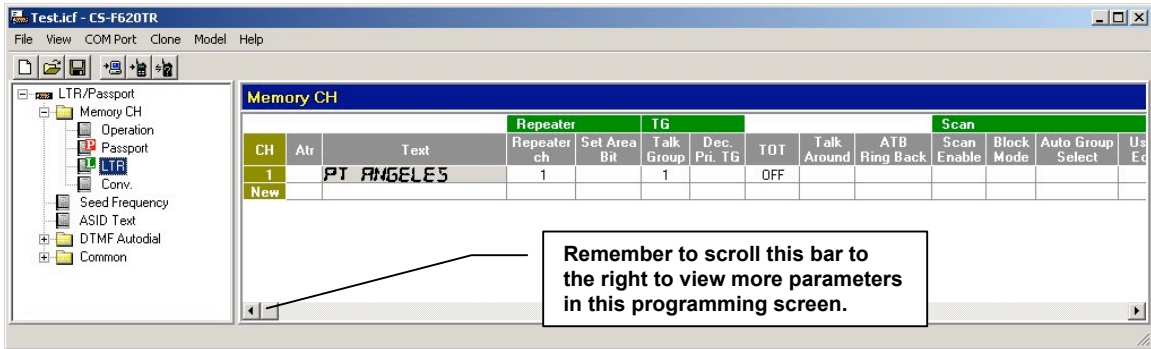 Test.icf - CS-F620TR
File View COM Port Clone Model Help
LTR/Passport
Memory CH
Operation
Passport
LTR
Conv.
Seed Frequency
ASID Text
DTMF Autodial
Common
Memory CH
Repeater TG Scan
CH Atr Text Repeater ch Set Area Bit Talk Group Dec. Pri. TG TOT Talk Around ATB Ring Back Scan Enable Block Mode Auto Group Select Us Ec
1 PT ANGELES 1 1 OFF
New
Remember to scroll this bar to
the right to view more parameters
in this programming screen.